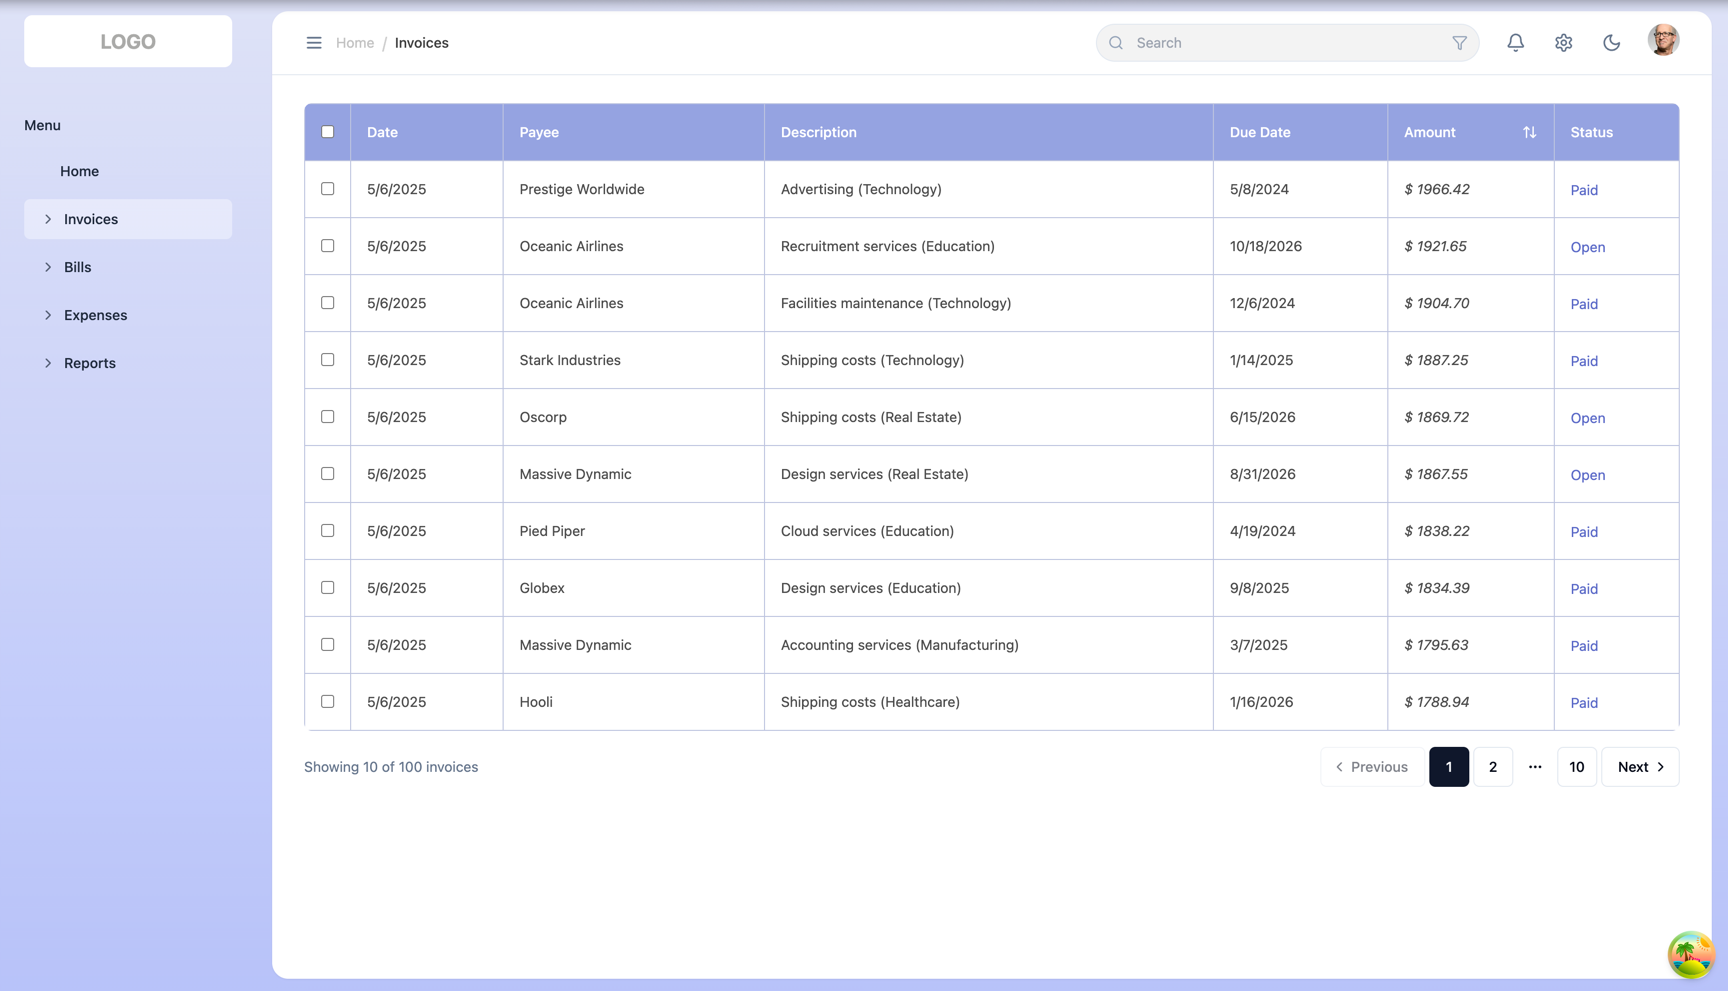 LOGO
Home / Invoices
Search
Menu
Home
Invoices
Bills
Expenses
Reports
Date Payee Description Due Date Amount Status
5/6/2025 Prestige Worldwide Advertising (Technology) 5/8/2024 $ 1966.42 Paid
5/6/2025 Oceanic Airlines Recruitment services (Education) 10/18/2026 $ 1921.65 Open
5/6/2025 Oceanic Airlines Facilities maintenance (Technology) 12/6/2024 $ 1904.70 Paid
5/6/2025 Stark Industries Shipping costs (Technology) 1/14/2025 $ 1887.25 Paid
5/6/2025 Oscorp Shipping costs (Real Estate) 6/15/2026 $ 1869.72 Open
5/6/2025 Massive Dynamic Design services (Real Estate) 8/31/2026 $ 1867.55 Open
5/6/2025 Pied Piper Cloud services (Education) 4/19/2024 $ 1838.22 Paid
5/6/2025 Globex Design services (Education) 9/8/2025 $ 1834.39 Paid
5/6/2025 Massive Dynamic Accounting services (Manufacturing) 3/7/2025 $ 1795.63 Paid
5/6/2025 Hooli Shipping costs (Healthcare) 1/16/2026 $ 1788.94 Paid
Showing 10 of 100 invoices
Previous 1 2 ... 10 Next